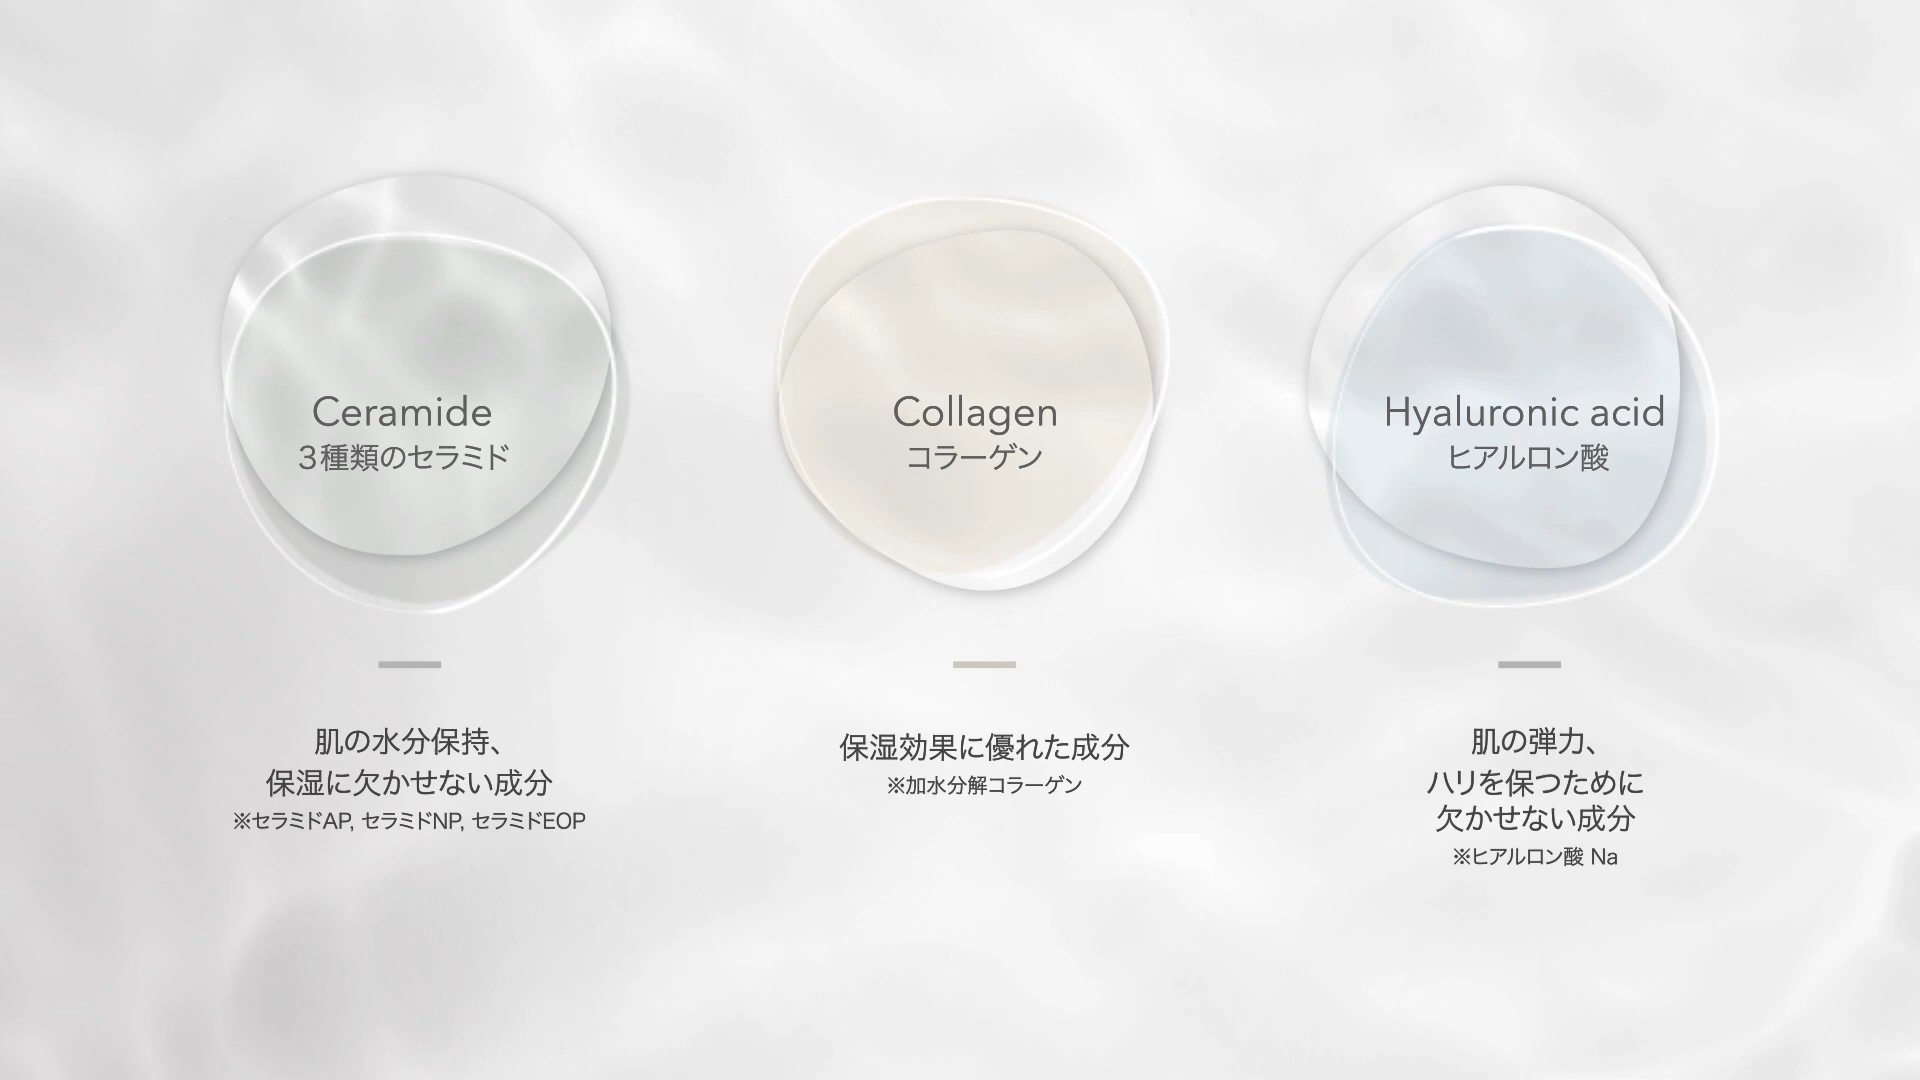 Ceramide
3種類のセラミド
肌の水分保持、
保湿に欠かせない成分
※セラミドAP, セラミドNP, セラミドEOP
Collagen
コラーゲン
保湿効果に優れた成分
※加水分解コラーゲン
Hyaluronic acid
ヒアルロン酸
肌の弾力、
ハリを保つために
欠かせない成分
※ヒアルロン酸 Na